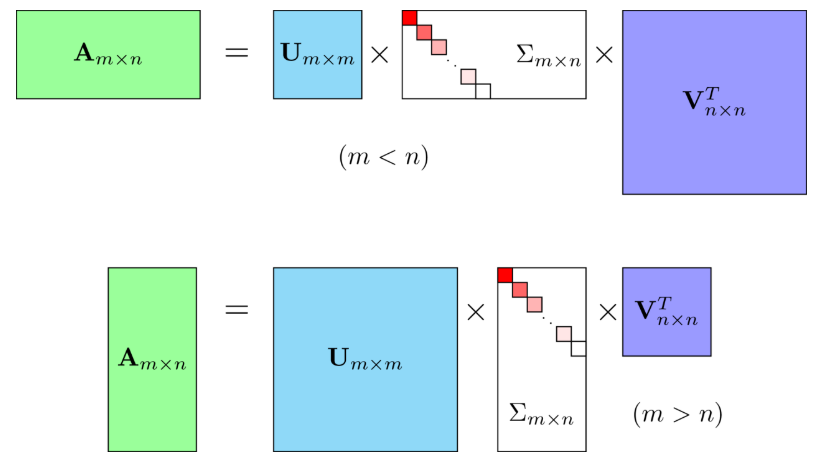 A_{m×n} = U_{m×m} × Σ_{m×n} × V^T_{n×n}
(m < n)
A_{m×n} = U_{m×m} × Σ_{m×n} × V^T_{n×n}
(m > n)